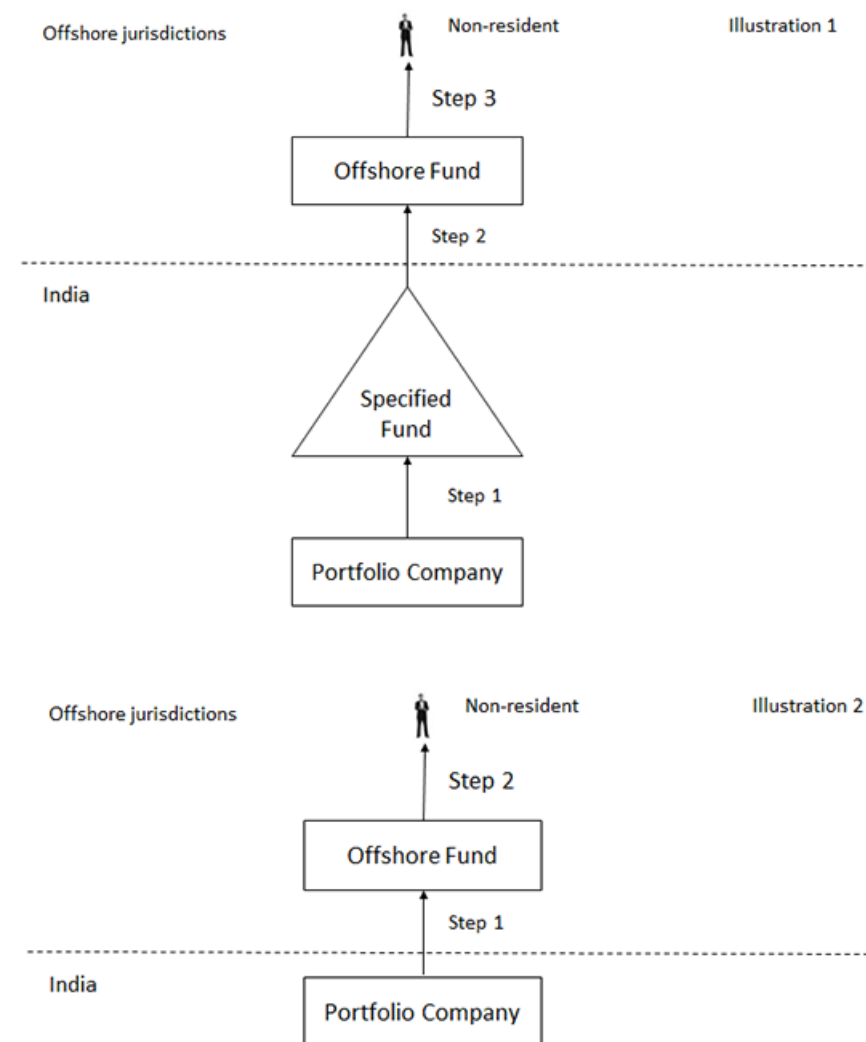 Offshore jurisdictions
Non-resident
Illustration 1
Step 3
Offshore Fund
Step 2
India
Specified
Fund
Step 1
Portfolio Company
Offshore jurisdictions
Non-resident
Illustration 2
Step 2
Offshore Fund
Step 1
India
Portfolio Company